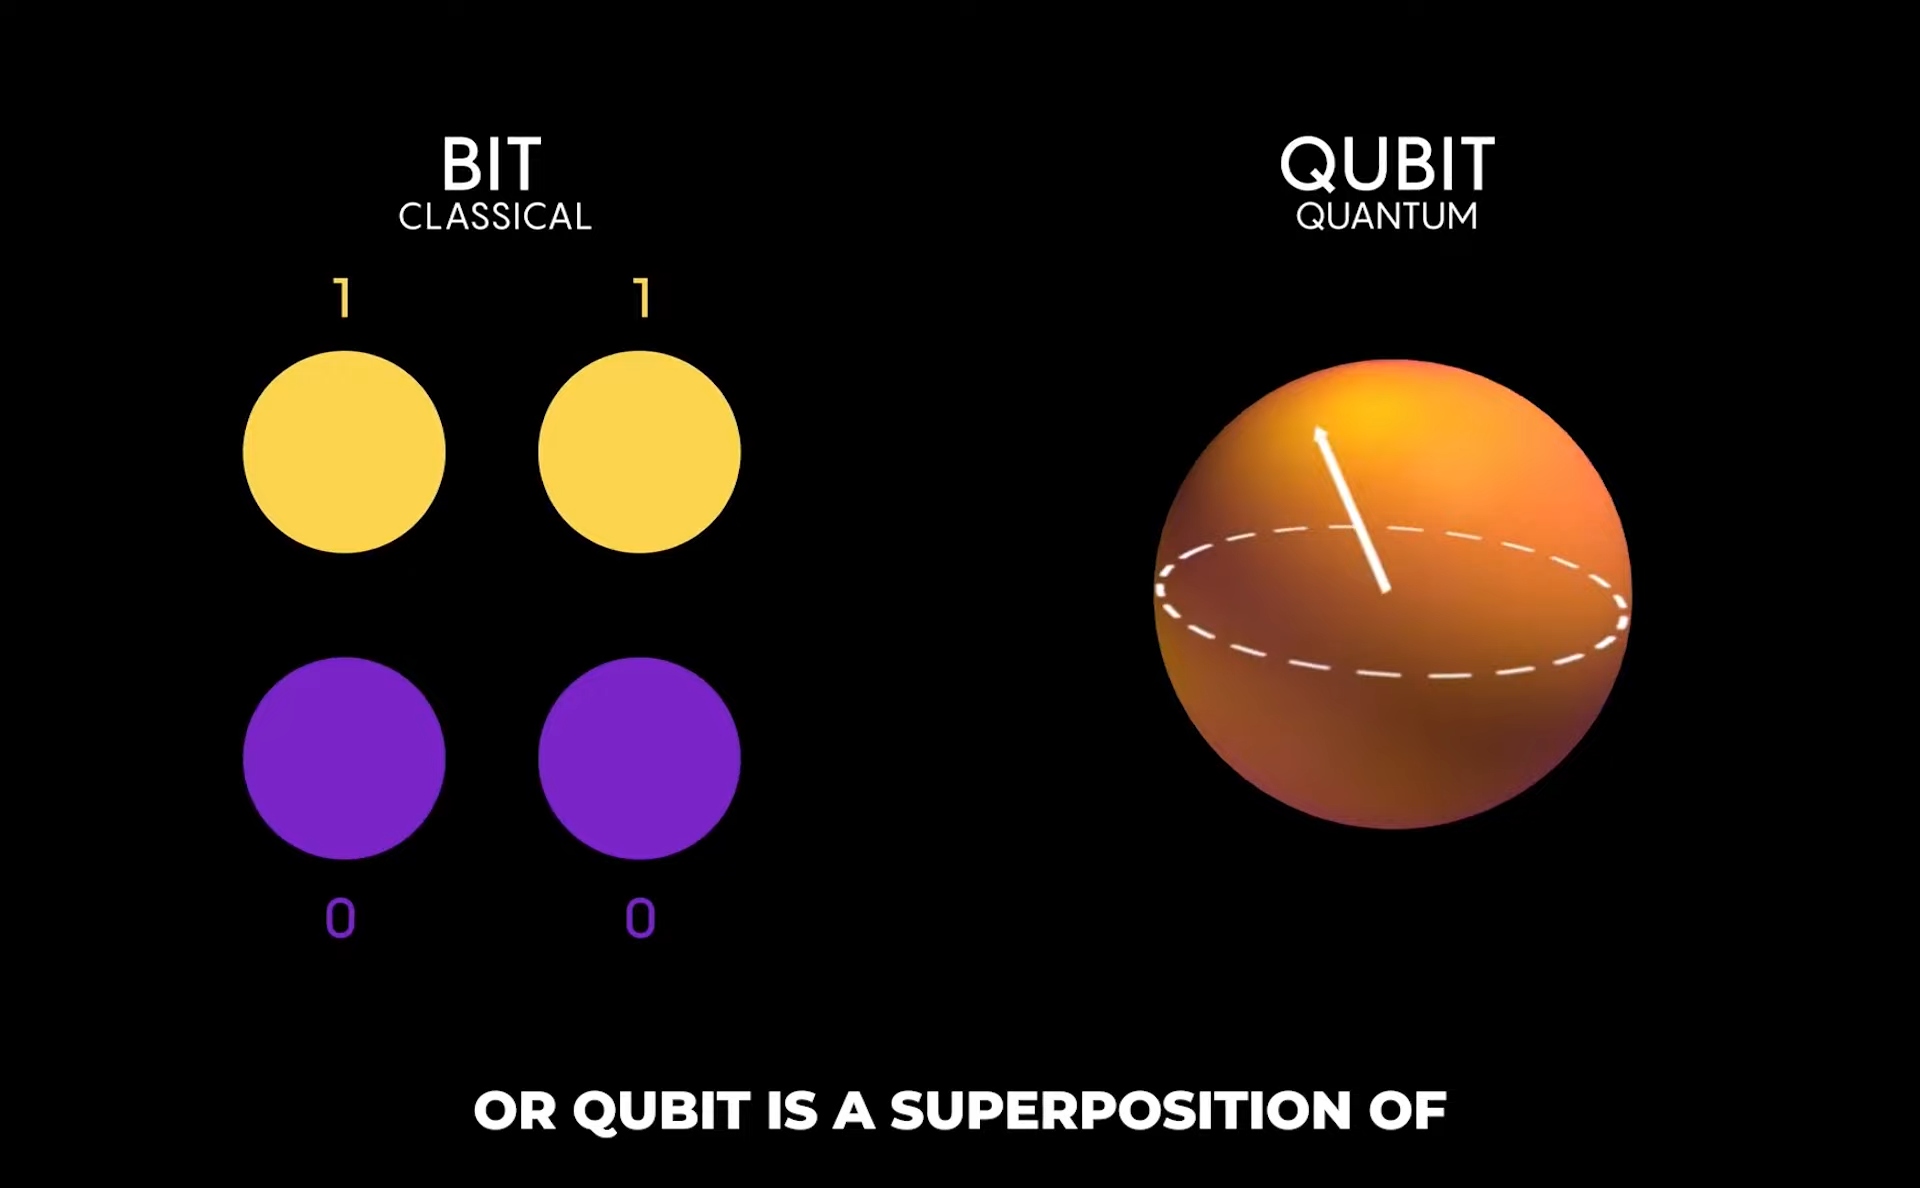 BIT
CLASSICAL
1 1
0 0
QUBIT
QUANTUM
OR QUBIT IS A SUPERPOSITION OF